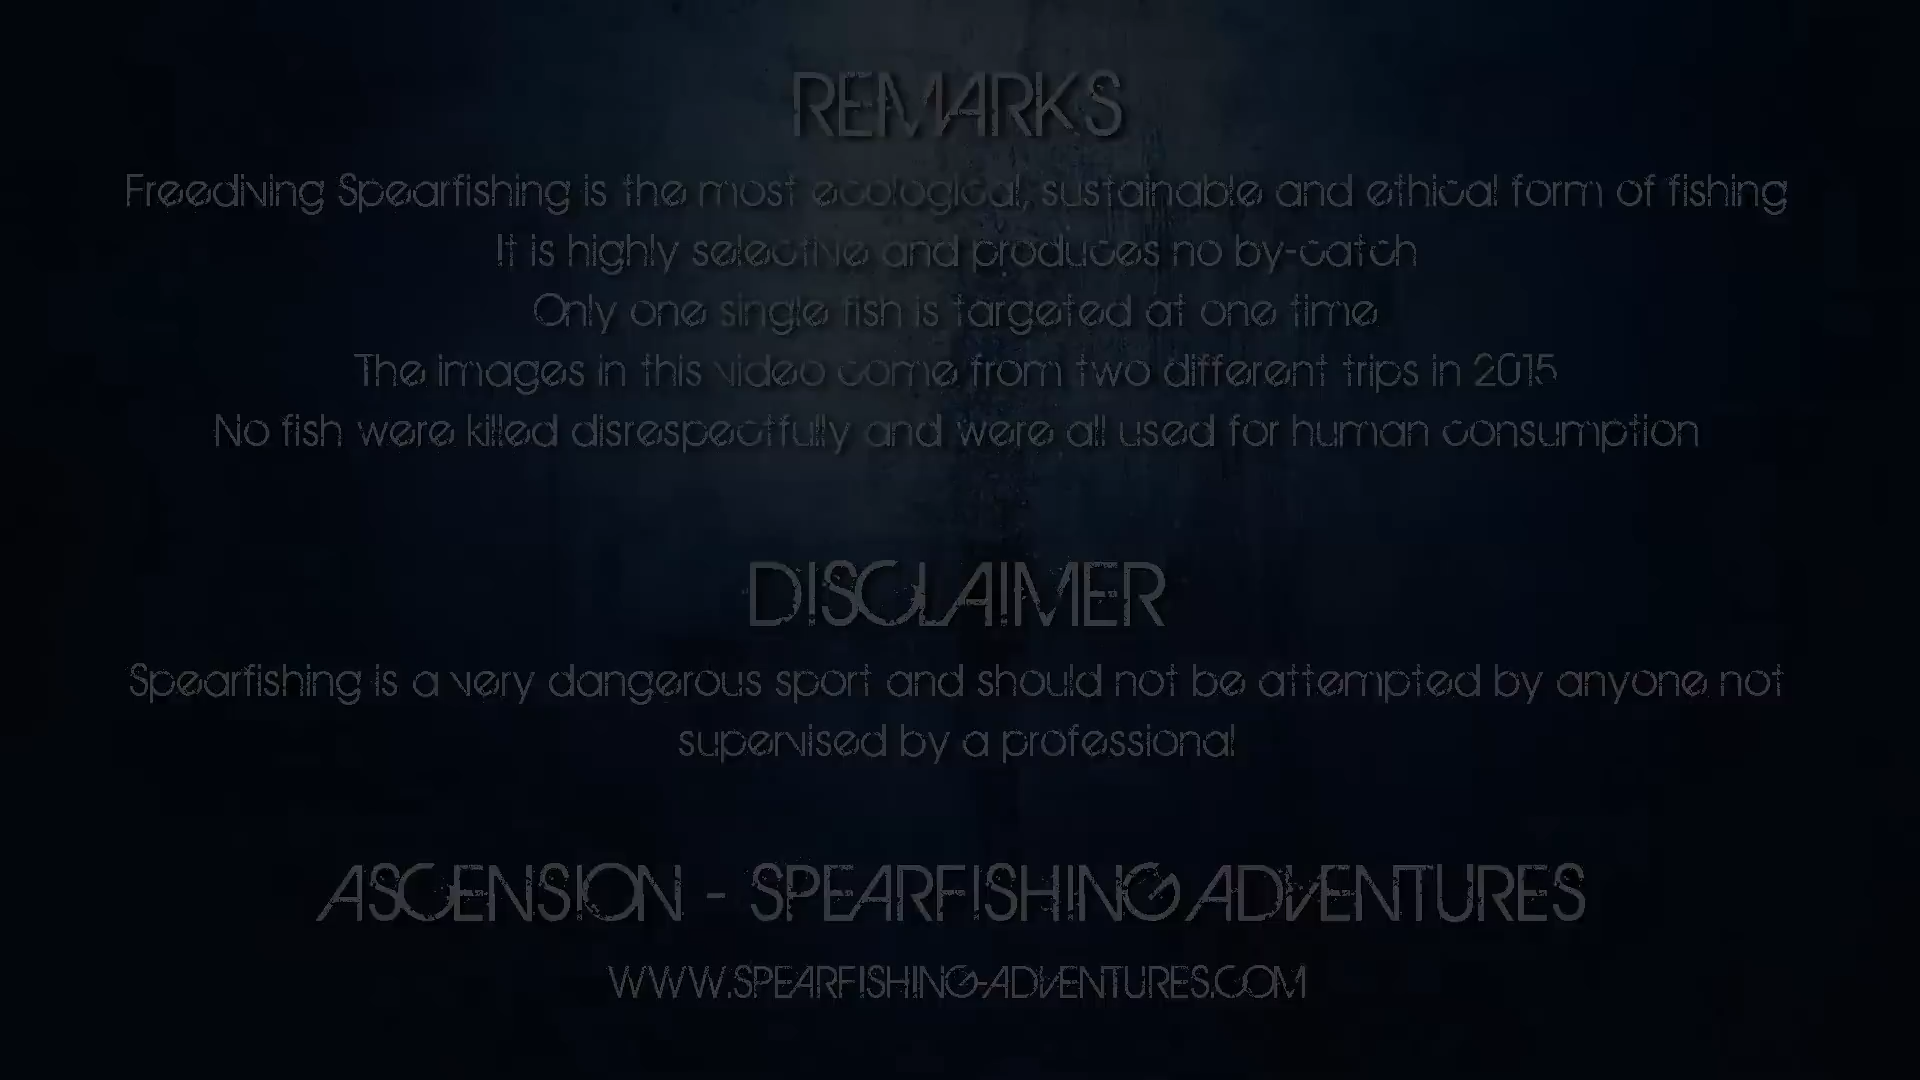 REMARKS
Freediving Spearfishing is the most ecological, sustainable and ethical form of fishing
It is highly selective and produces no by-catch
Only one single fish is targeted at one time
The images in this video come from two different trips in 2015
No fish were killed disrespectfully and were all used for human consumption
DISCLAIMER
Spearfishing is a very dangerous sport and should not be attempted by anyone not
supervised by a professional
ASCENSION - SPEARFISHING ADVENTURES
WWW.SPEARFISHING-ADVENTURES.COM